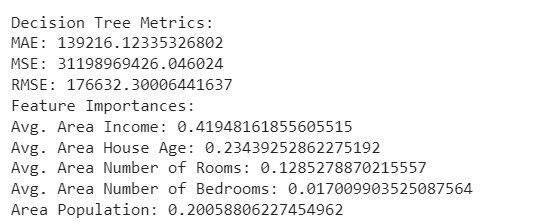 Decision Tree Metrics:
MAE: 139216.12335326802
MSE: 31198969426.046024
RMSE: 176632.30006441637
Feature Importances:
Avg. Area Income: 0.41948161855605515
Avg. Area House Age: 0.23439252862275192
Avg. Area Number of Rooms: 0.1285278870215557
Avg. Area Number of Bedrooms: 0.017009903525087564
Area Population: 0.20058806227454962